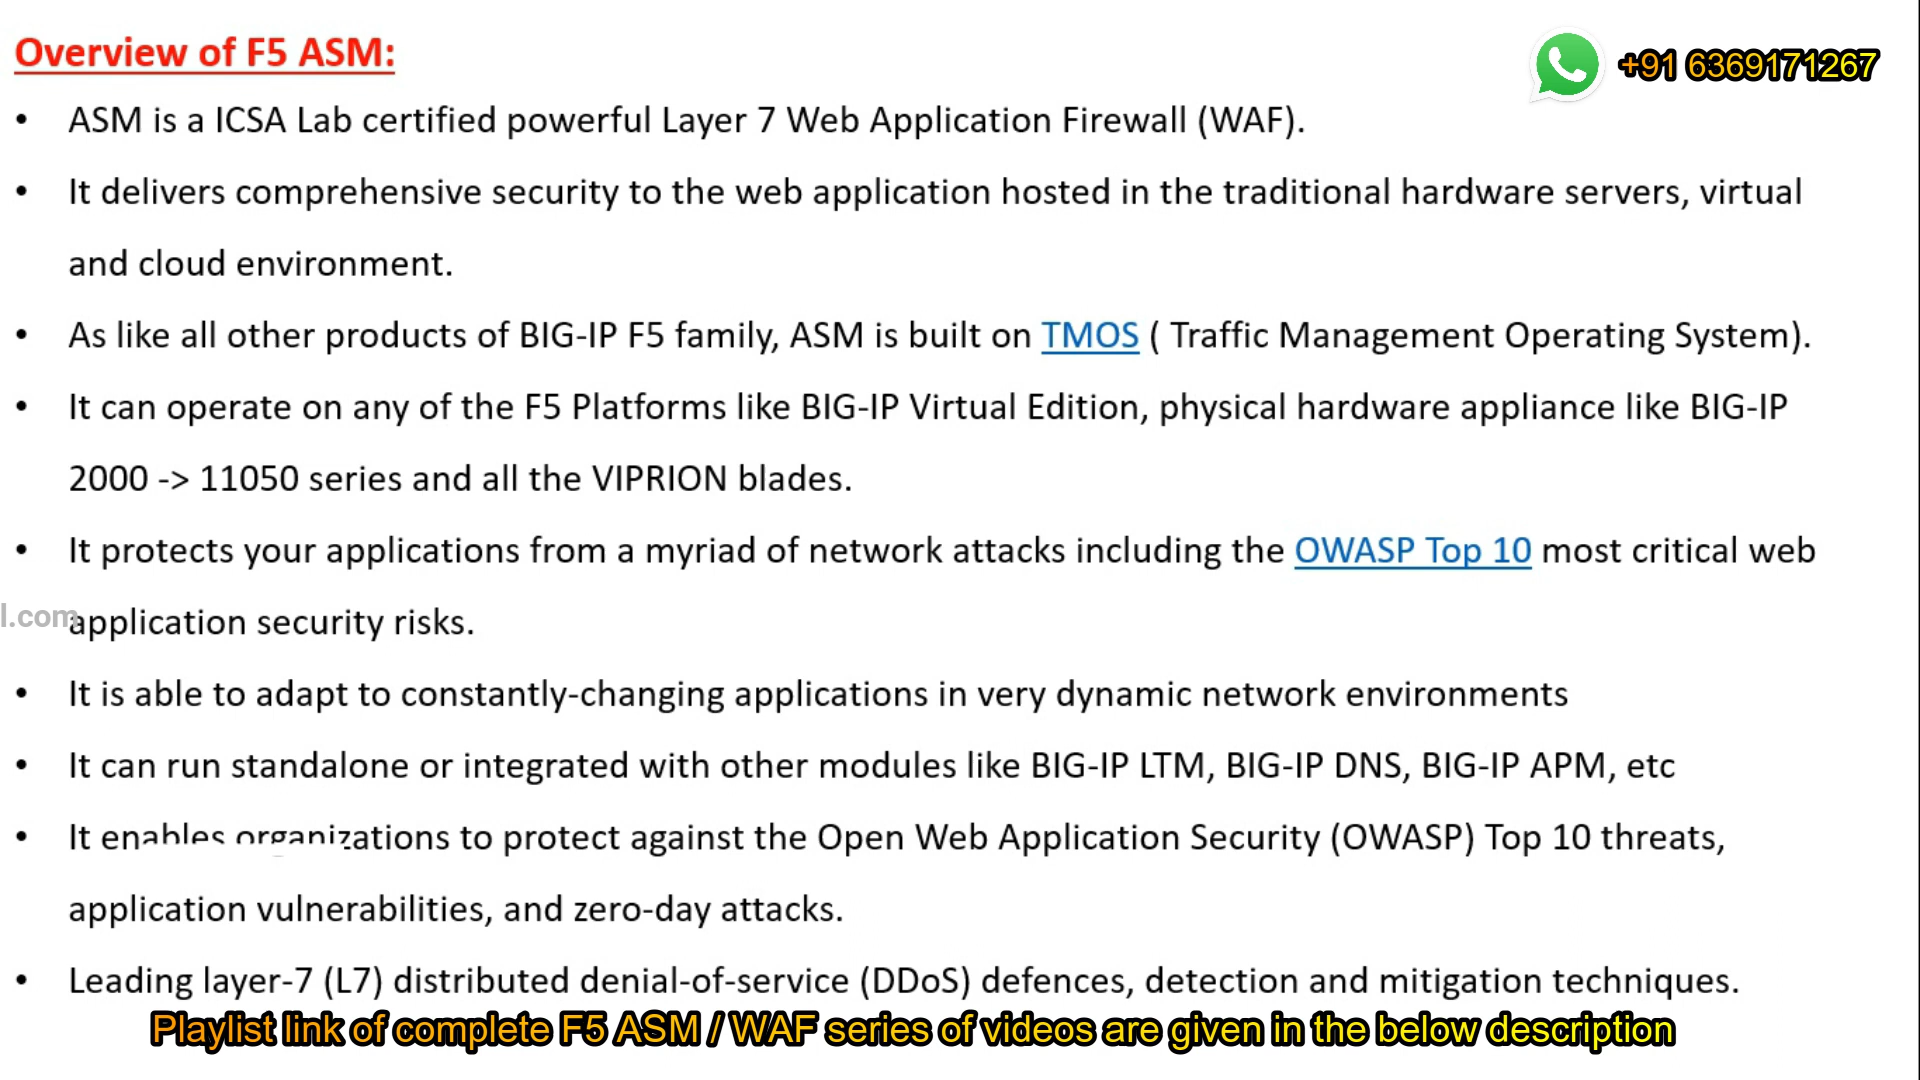 Overview of F5 ASM:
+91 6369171267
• ASM is a ICSA Lab certified powerful Layer 7 Web Application Firewall (WAF).
• It delivers comprehensive security to the web application hosted in the traditional hardware servers, virtual
and cloud environment.
• As like all other products of BIG-IP F5 family, ASM is built on TMOS ( Traffic Management Operating System).
• It can operate on any of the F5 Platforms like BIG-IP Virtual Edition, physical hardware appliance like BIG-IP
2000 -> 11050 series and all the VIPRION blades.
• It protects your applications from a myriad of network attacks including the OWASP Top 10 most critical web
l.com
application security risks.
• It is able to adapt to constantly-changing applications in very dynamic network environments
• It can run standalone or integrated with other modules like BIG-IP LTM, BIG-IP DNS, BIG-IP APM, etc
• It enables organizations to protect against the Open Web Application Security (OWASP) Top 10 threats,
application vulnerabilities, and zero-day attacks.
• Leading layer-7 (L7) distributed denial-of-service (DDoS) defences, detection and mitigation techniques.
Playlist link of complete F5 ASM / WAF series of videos are given in the below description